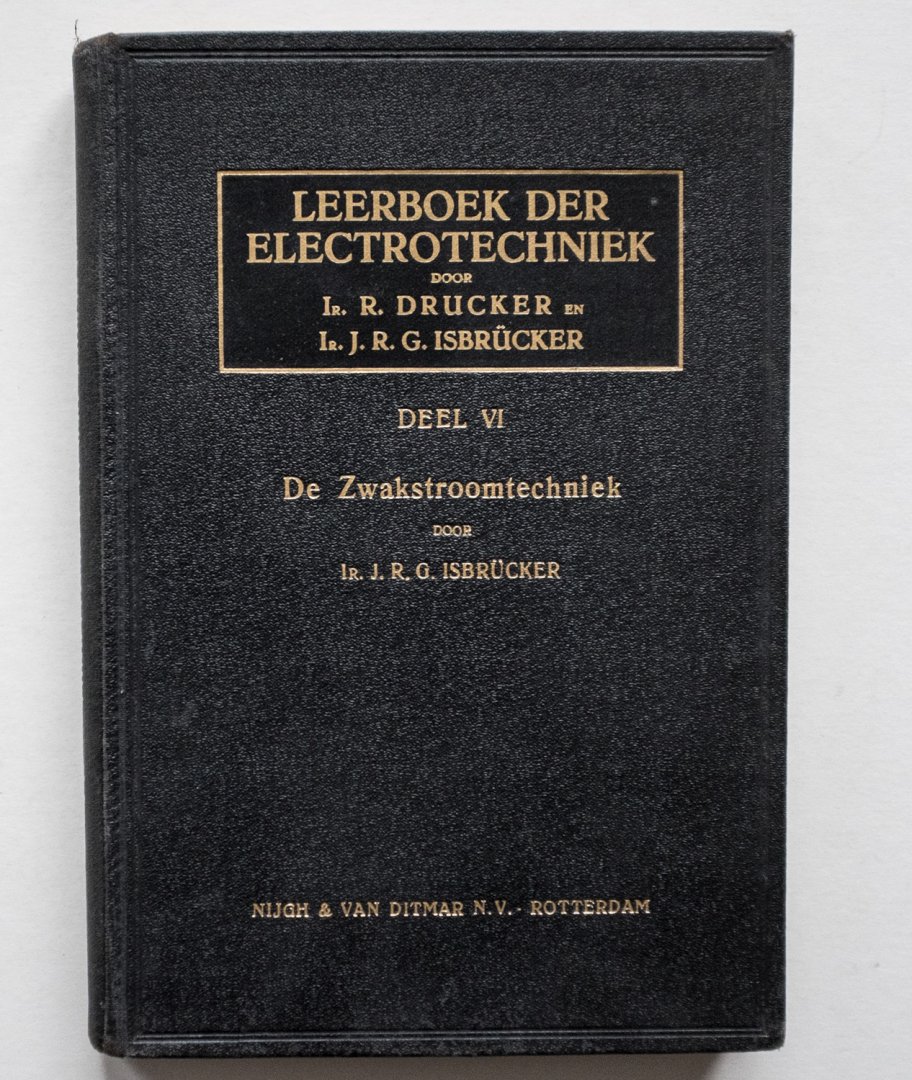 LEERBOEK DER
ELECTROTECHNIEK
DOOR
IR. R. DRUCKER EN
IR. J. R. G. ISBRÜCKER
DEEL VI
De Zwakstroomtechniek
DOOR
IR. J. R. G. ISBRÜCKER
NIJGH & VAN DITMAR N.V. - ROTTERDAM